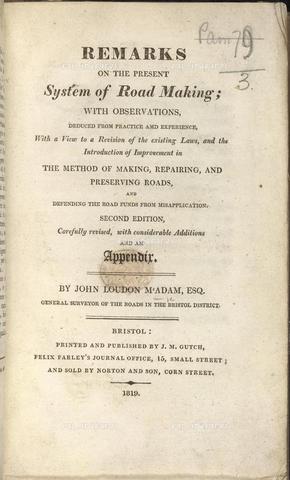 Pam 79
3.
REMARKS
ON THE PRESENT
System of Road Making;
WITH OBSERVATIONS,
DEDUCED FROM PRACTICE AMD EXPERIENCE,
With a View to a Revision of the existing Laws, and the
Introduction of Improvement in
THE METHOD OF MAKING, REPAIRING, AND
PRESERVING ROADS,
AND
DEFENDING THE ROAD FUNDS FROM MISAPPLICATION.
SECOND EDITION,
Carefully revised, with considerable Additions
AND AN
Appendix.
BY JOHN LOUDON M'ADAM, ESQ.
GENERAL SURVEYOR OF THE ROADS IN THE BRISTOL DISTRICT.
BRISTOL:
PRINTED AND PUBLISHED BY J. M. GUTCH,
FELIX FARLEY'S JOURNAL OFFICE, 15, SMALL STREET;
AND SOLD BY NORTON AND SON, CORN STREET.
1819.